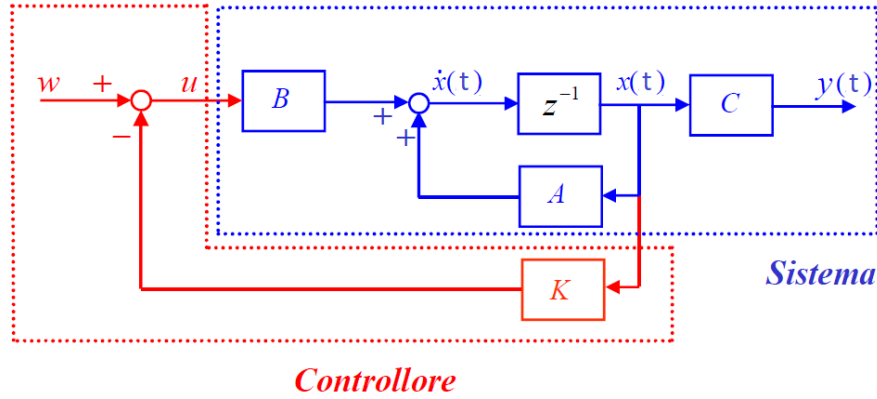 w + u B ẋ(t) z⁻¹ x(t) C y(t)
− + +
A
K
Sistema
Controllore